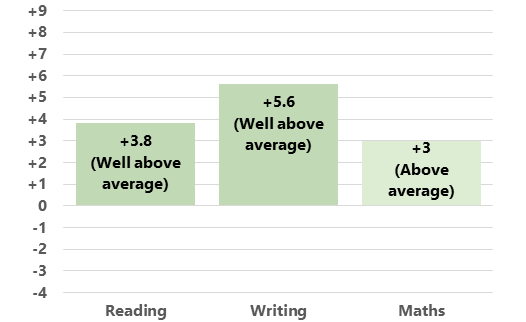 +9
+8
+7
+6
+5
+4
+3
+2
+1
0
-1
-2
-3
-4
+3.8
(Well above
average)
+5.6
(Well above
average)
+3
(Above
average)
Reading
Writing
Maths